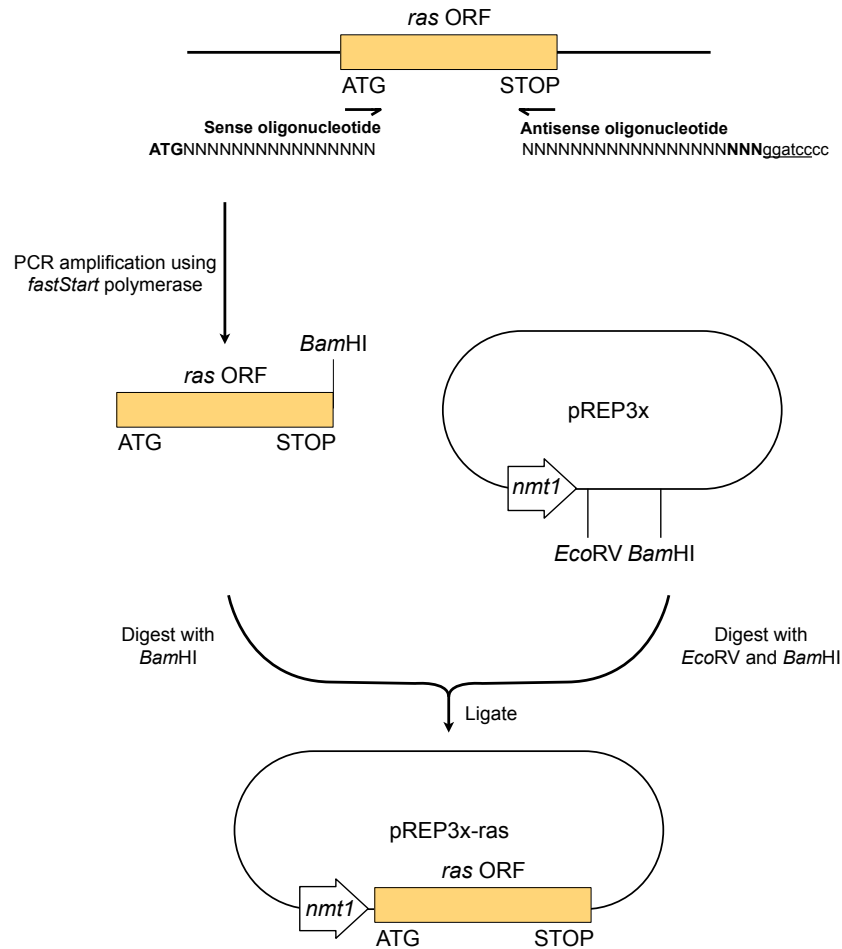 ras ORF
ATG STOP
Sense oligonucleotide
ATGNNNNNNNNNNNNNNNN
Antisense oligonucleotide
NNNNNNNNNNNNNNNNNNNNggatcccc
PCR amplification using
fastStart polymerase
BamHI
ras ORF
ATG STOP
pREP3x
nmt1
EcoRV BamHI
Digest with
BamHI
Digest with
EcoRV and BamHI
Ligate
pREP3x-ras
ras ORF
nmt1
ATG STOP